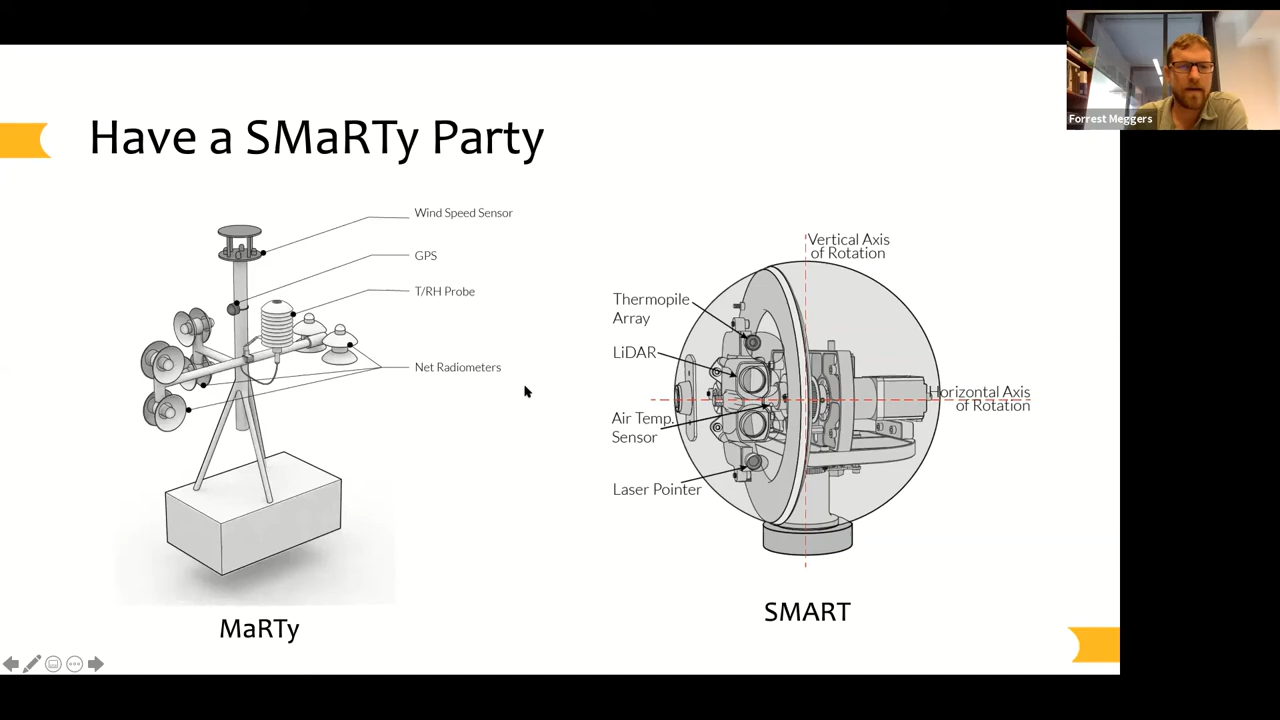 Forrest Meggers
Have a SMaRTy Party
Wind Speed Sensor
GPS
T/RH Probe
Net Radiometers
MaRTy
Vertical Axis
of Rotation
Thermopile
Array
LiDAR
Horizontal Axis
of Rotation
Air Temp.
Sensor
Laser Pointer
SMART